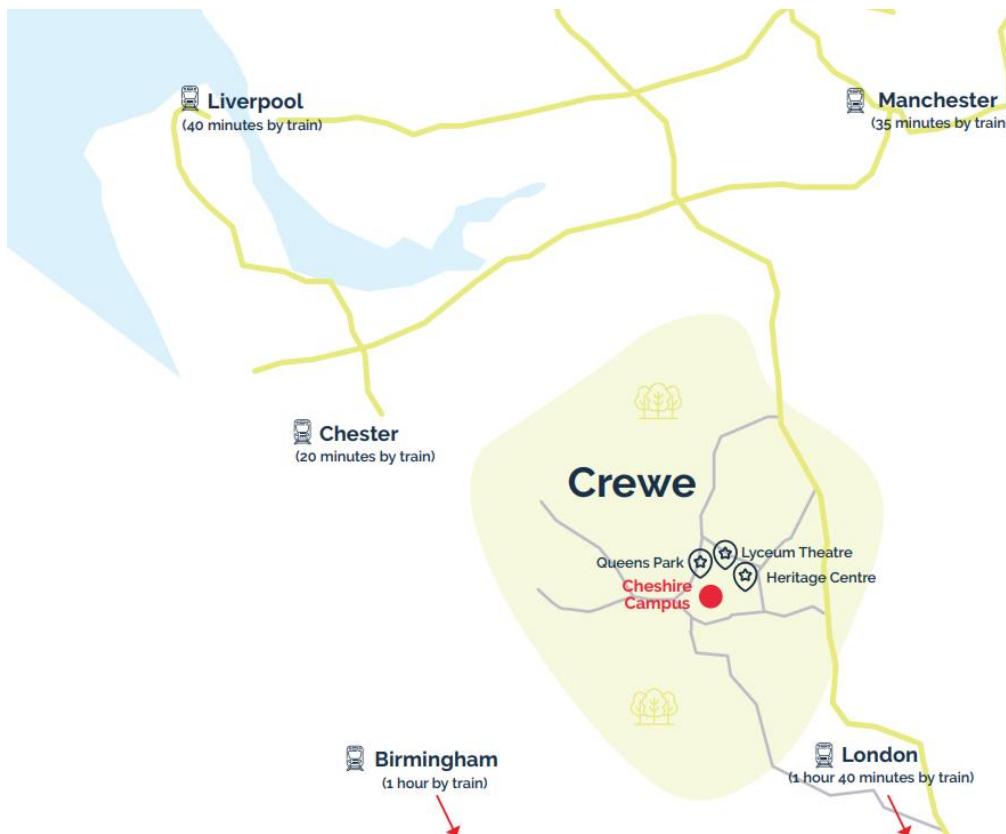 Liverpool
(40 minutes by train)
Manchester
(35 minutes by train
Chester
(20 minutes by train)
Crewe
Lyceum Theatre
Queens Park
Heritage Centre
Cheshire
Campus
Birmingham
(1 hour by train)
London
(1 hour 40 minutes by train)